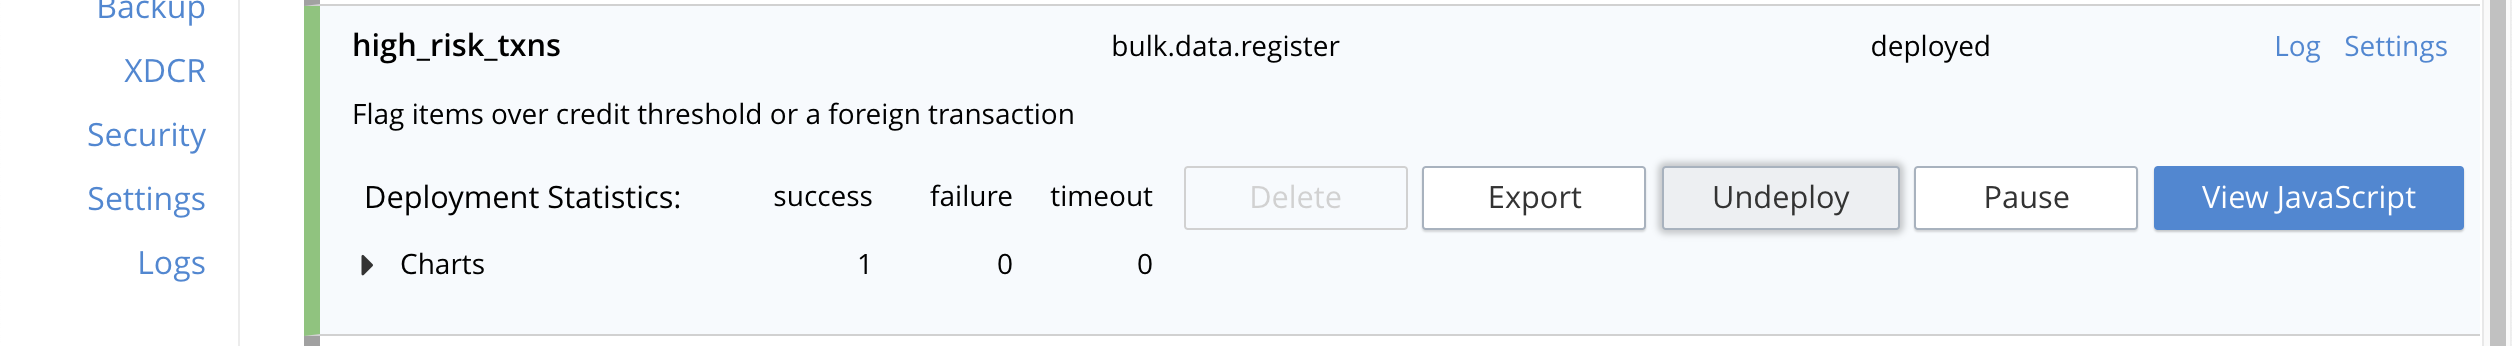 Backup
XDCR
Security
Settings
Logs
high_risk_txns bulk.data.register deployed Log Settings
Flag items over credit threshold or a foreign transaction
Deployment Statistics: success failure timeout Delete Export Undeploy Pause View JavaScript
Charts 1 0 0